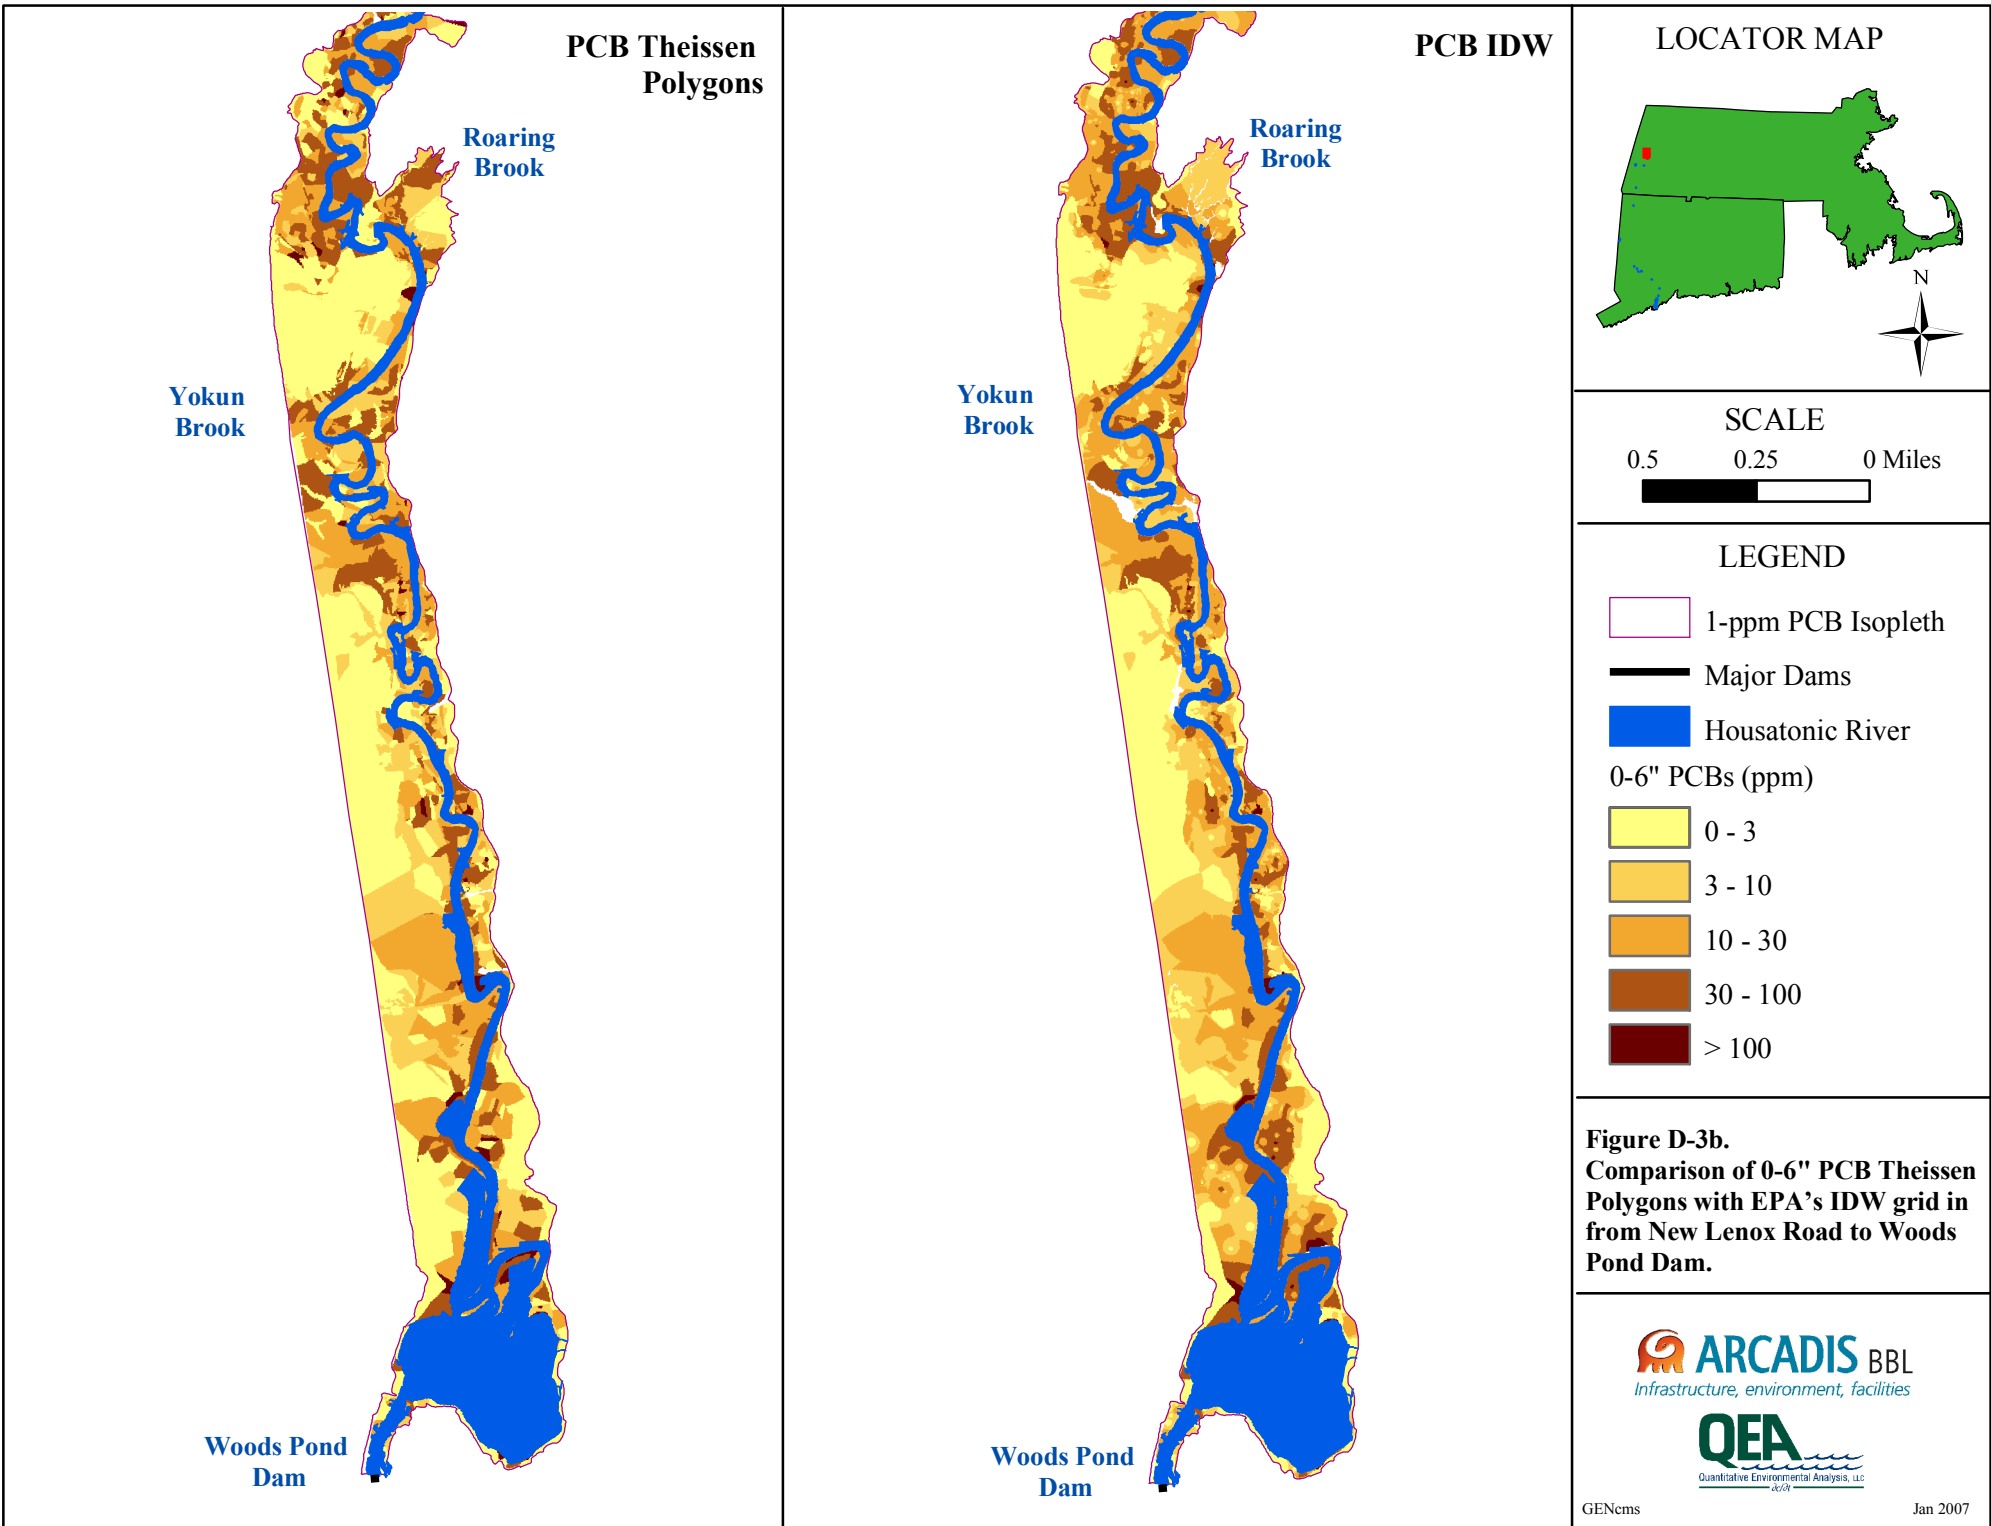 PCB Theissen
Polygons
Roaring
Brook
Yokun
Brook
Woods Pond
Dam
PCB IDW
Roaring
Brook
Yokun
Brook
Woods Pond
Dam
LOCATOR MAP
N
SCALE
0.5 0.25 0 Miles
LEGEND
1-ppm PCB Isopleth
Major Dams
Housatonic River
0-6" PCBs (ppm)
0 - 3
3 - 10
10 - 30
30 - 100
> 100
Figure D-3b.
Comparison of 0-6" PCB Theissen
Polygons with EPA's IDW grid in
from New Lenox Road to Woods
Pond Dam.
ARCADIS BBL
Infrastructure, environment, facilities
QEA
Quantitative Environmental Analysis, LLC
∂c/∂t
GENcms Jan 2007